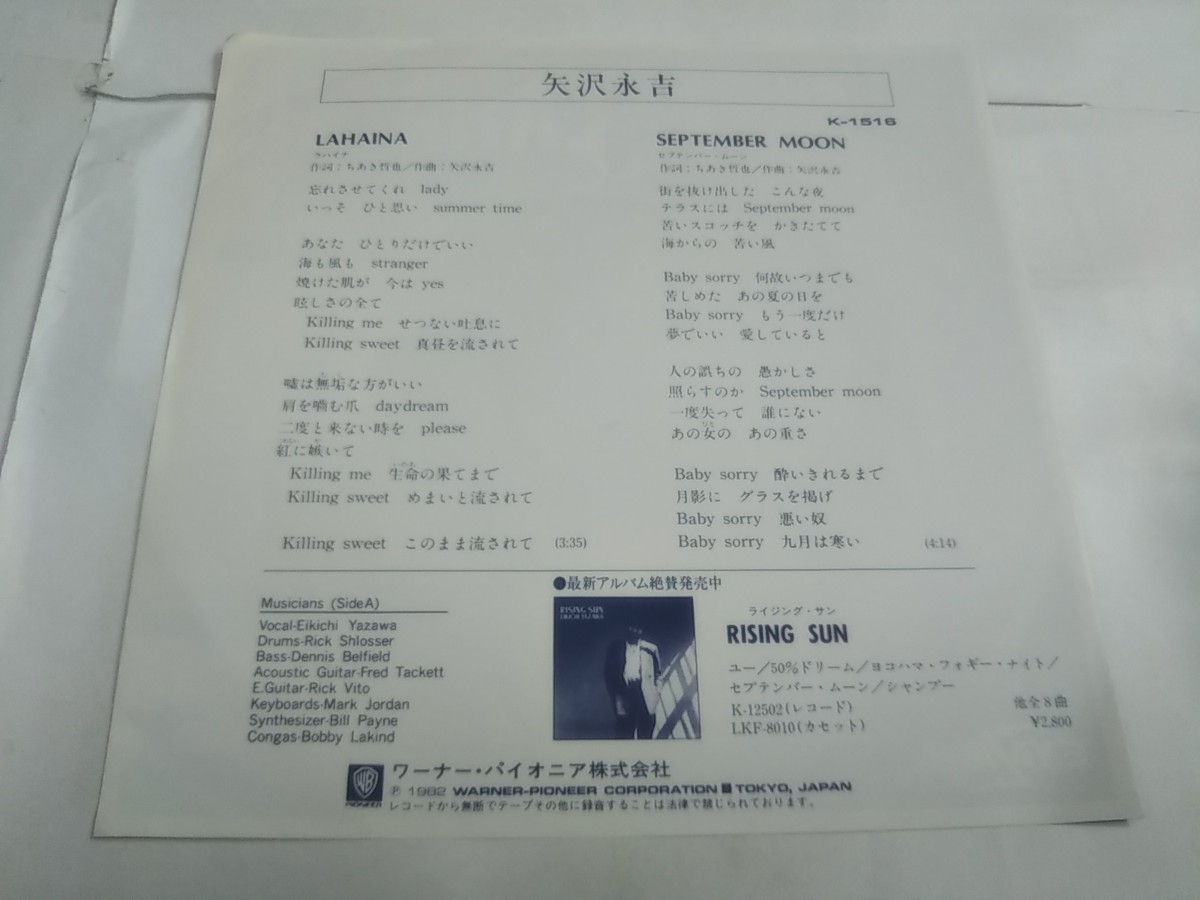 矢沢永吉
K-1516
LAHAINA
ラハイナ
作詞:ちあき哲也/作曲:矢沢永吉
忘れさせてくれ lady
いっそ ひと思い summer time
あなた ひとりだけでいい
海も風も stranger
焼けた肌が 今は yes
眩しさの全て
Killing me せつない吐息に
Killing sweet 真昼を流されて
嘘は無垢な方がいい
肩を噛む爪 daydream
二度と来ない時を please
紅に嫉いて
Killing me 生命の果てまで
Killing sweet めまいと流されて
Killing sweet このまま流されて (3:35)
SEPTEMBER MOON
セプテンバー・ムーン
作詞:ちあき哲也/作曲:矢沢永吉
街を抜け出した こんな夜
テラスには September moon
苦いスコッチを かきたてて
海からの 苦い風
Baby sorry 何故いつまでも
苦しめた あの夏の日を
Baby sorry もう一度だけ
夢でいい 愛していると
人の誤ちの 愚かしさ
照らすのか September moon
一度失って 誰にない
あの女の あの重さ
Baby sorry 酔いきれるまで
月影に グラスを掲げ
Baby sorry 悪い奴
Baby sorry 九月は寒い (4:14)
Musicians (SideA)
Vocal-Eikichi Yazawa
Drums-Rick Shlosser
Bass-Dennis Belfield
Acoustic Guitar-Fred Tackett
E.Guitar-Rick Vito
Keyboards-Mark Jordan
Synthesizer-Bill Payne
Congas-Bobby Lakind
●最新アルバム絶賛発売中
RISING SUN
ライジング・サン
RISING SUN
ユー/50%ドリーム/ヨコハマ・フォギー・ナイト/
セプテンバー・ムーン/シャンプー
K-12502(レコード) 他全8曲
LKF-8010(カセット) ¥2,800
WB
PIONEER
ワーナー・パイオニア株式会社
℗ 1982 WARNER-PIONEER CORPORATION TOKYO, JAPAN
レコードから無断でテープその他に録音することは法律で禁じられております。